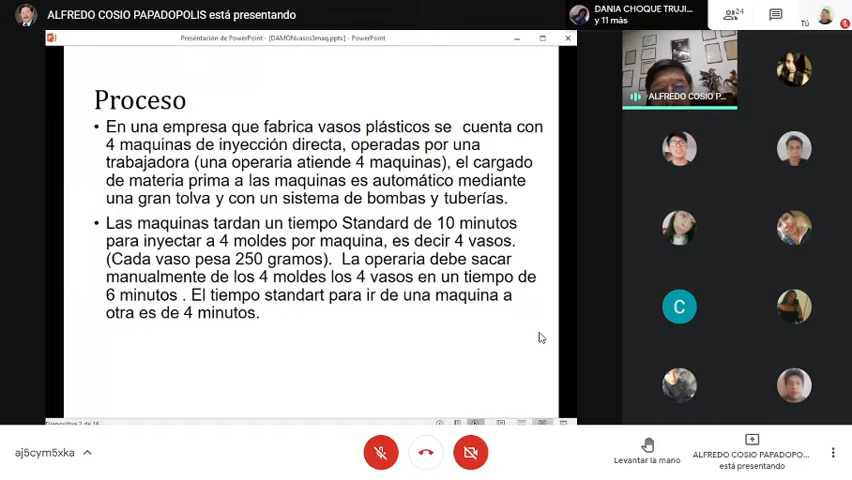 ALFREDO COSIO PAPADOPOLIS está presentando
DANIA CHOQUE TRUJI...
y 11 más
24
Tú
Presentación de PowerPoint - [DAMONvasos3maq.pptx] - PowerPoint
ALFREDO COSIO P...
Proceso
• En una empresa que fabrica vasos plásticos se cuenta con
4 maquinas de inyección directa, operadas por una
trabajadora (una operaria atiende 4 maquinas), el cargado
de materia prima a las maquinas es automático mediante
una gran tolva y con un sistema de bombas y tuberías.
• Las maquinas tardan un tiempo Standard de 10 minutos
para inyectar a 4 moldes por maquina, es decir 4 vasos.
(Cada vaso pesa 250 gramos). La operaria debe sacar
manualmente de los 4 moldes los 4 vasos en un tiempo de
6 minutos . El tiempo standart para ir de una maquina a
otra es de 4 minutos.
C
Diapositiva 2 de 16
aj5cym5xka
Levantar la mano
ALFREDO COSIO PAPADOPO...
está presentando